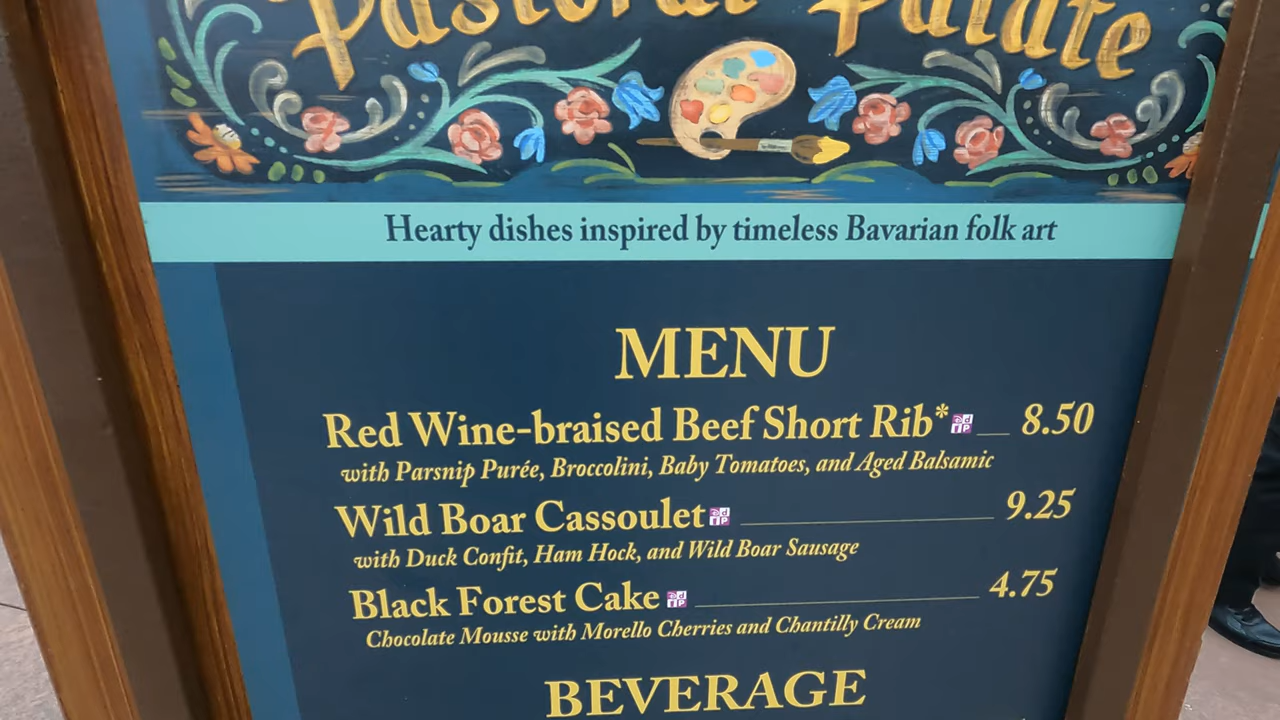 Pastoral Palate
Hearty dishes inspired by timeless Bavarian folk art
MENU
Red Wine-braised Beef Short Rib* 8.50
with Parsnip Purée, Broccolini, Baby Tomatoes, and Aged Balsamic
Wild Boar Cassoulet 9.25
with Duck Confit, Ham Hock, and Wild Boar Sausage
Black Forest Cake 4.75
Chocolate Mousse with Morello Cherries and Chantilly Cream
BEVERAGE